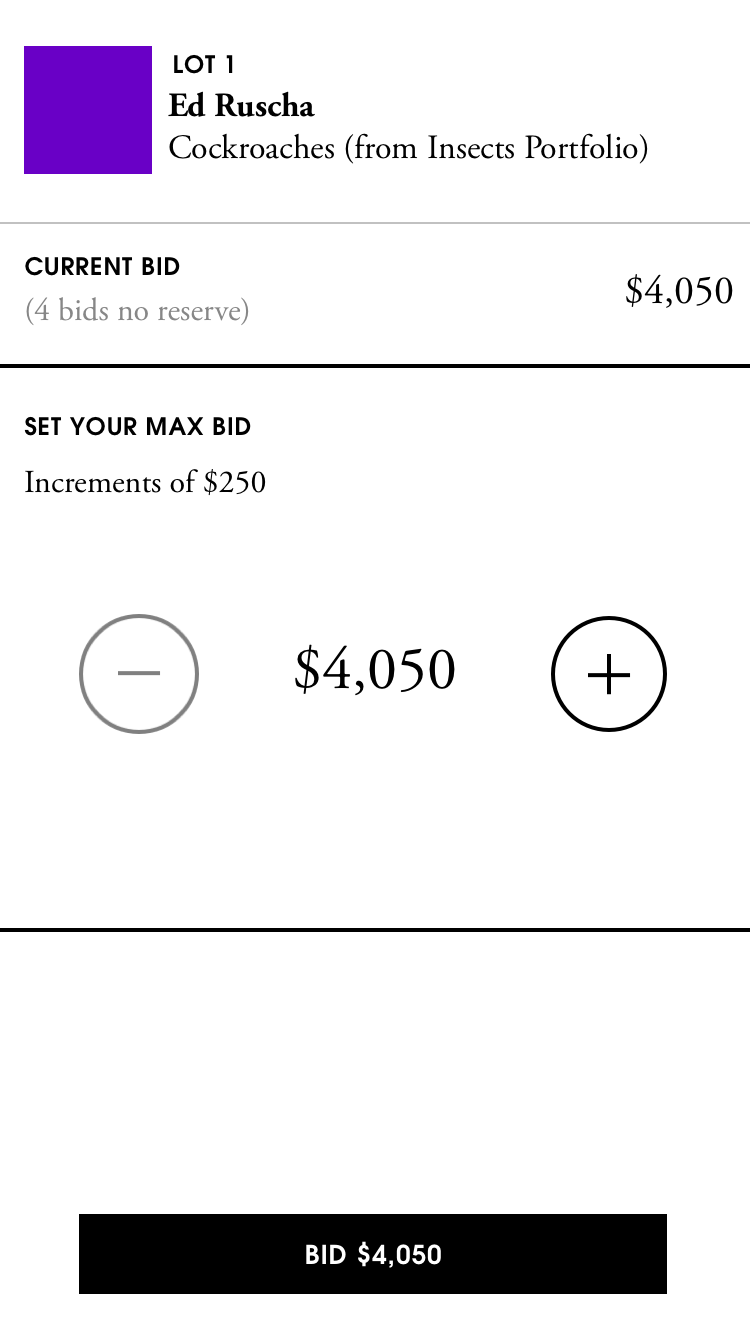 LOT 1
Ed Ruscha
Cockroaches (from Insects Portfolio)
CURRENT BID
(4 bids no reserve)
$4,050
SET YOUR MAX BID
Increments of $250
$4,050
BID $4,050